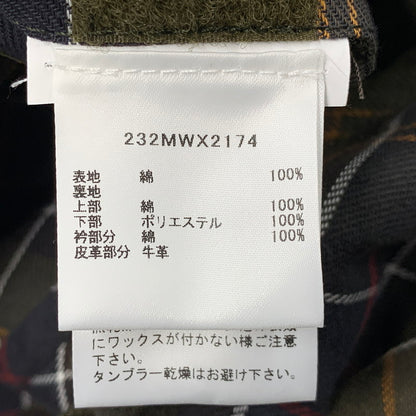 232MWX2174
表地 綿 100%
裏地
上部 綿 100%
下部 ポリエステル 100%
衿部分 綿 100%
皮革部分 牛革
にワックスが付かない様ご注意
下さい。
タンブラー乾燥はお避け下さい。